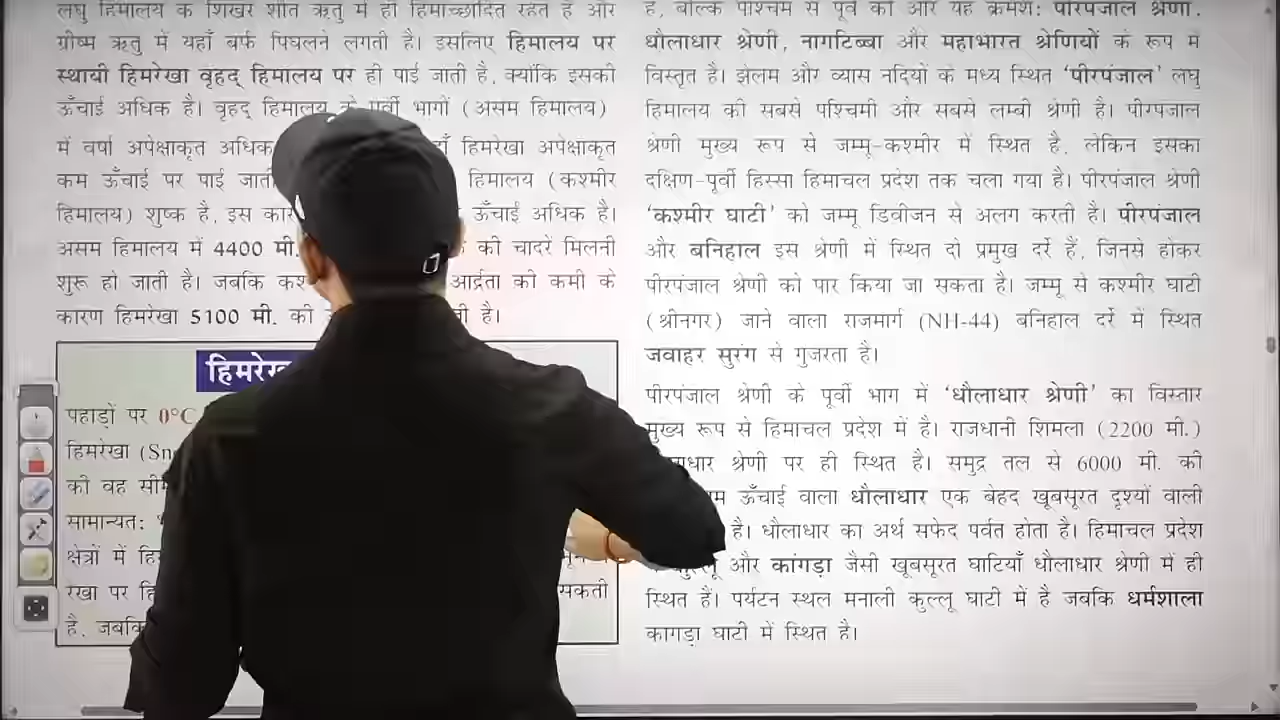 लघु हिमालय के शिखर शीत ऋतु में ही हिमाच्छादित रहते हैं और
ग्रीष्म ऋतु में यहाँ बर्फ पिघलने लगती है। इसलिए हिमालय पर
स्थायी हिमरेखा वृहद् हिमालय पर ही पाई जाती है, क्योंकि इसकी
ऊँचाई अधिक है। वृहद् हिमालय के पूर्वी भागों (असम हिमालय)
में वर्षा अपेक्षाकृत अधिक हिमरेखा अपेक्षाकृत
कम ऊँचाई पर पाई हिमालय (कश्मीर
हिमालय) शुष्क है, इस ऊँचाई अधिक है।
असम हिमालय में 4400 मी. की चादरें मिलनी
शुरू हो जाती है। जबकि आर्द्रता की कमी के
कारण हिमरेखा 5100 मी. की है।
पहाड़ों पर 0°C
हिमरेखा
की वह
सामान्यतः
क्षेत्रों में
रेखा पर सकती
है, जबकि
है, बल्कि पश्चिम से पूर्व की ओर यह क्रमश: पीरपंजाल श्रेणी,
धौलाधार श्रेणी, नागटिब्बा और महाभारत श्रेणियों के रूप में
विस्तृत है। झेलम और व्यास नदियों के मध्य स्थित ‘पीरपंजाल’ लघु
हिमालय की सबसे पश्चिमी और सबसे लम्बी श्रेणी है। पीरपंजाल
श्रेणी मुख्य रूप से जम्मू-कश्मीर में स्थित है, लेकिन इसका
दक्षिण-पूर्वी हिस्सा हिमाचल प्रदेश तक चला गया है। पीरपंजाल श्रेणी
‘कश्मीर घाटी’ को जम्मू डिवीजन से अलग करती है। पीरपंजाल
और बनिहाल इस श्रेणी में स्थित दो प्रमुख दर्रे हैं, जिनसे होकर
पीरपंजाल श्रेणी को पार किया जा सकता है। जम्मू से कश्मीर घाटी
(श्रीनगर) जाने वाला राजमार्ग (NH-44) बनिहाल दर्रे में स्थित
जवाहर सुरंग से गुजरता है।
पीरपंजाल श्रेणी के पूर्वी भाग में ‘धौलाधार श्रेणी’ का विस्तार
मुख्य रूप से हिमाचल प्रदेश में है। राजधानी शिमला (2200 मी.)
श्रेणी पर ही स्थित है। समुद्र तल से 6000 मी. की
ऊँचाई वाला धौलाधार एक बेहद खूबसूरत दृश्यों वाली
है। धौलाधार का अर्थ सफेद पर्वत होता है। हिमाचल प्रदेश
और कांगड़ा जैसी खूबसूरत घाटियाँ धौलाधार श्रेणी में ही
स्थित हैं। पर्यटन स्थल मनाली कुल्लू घाटी में है जबकि धर्मशाला
कागड़ा घाटी में स्थित है।